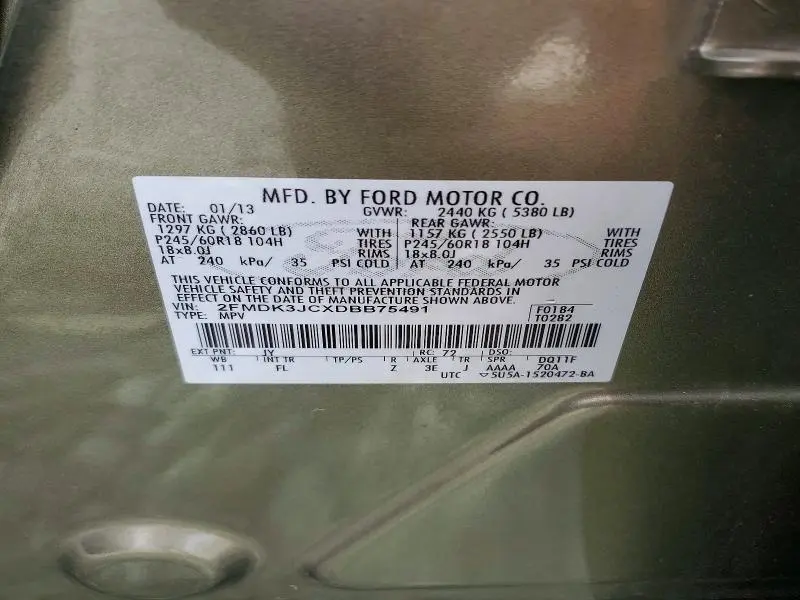 MFD. BY FORD MOTOR CO.
DATE: 01/13 GVWR: 2440 KG ( 5380 LB)
FRONT GAWR: REAR GAWR:
1297 KG ( 2860 LB) WITH 1157 KG ( 2550 LB) WITH
P245/60R18 104H TIRES P245/60R18 104H TIRES
18x8.0J RIMS 18x8.0J RIMS
AT 240 kPa/ 35 PSI COLD AT 240 kPa/ 35 PSI COLD
THIS VEHICLE CONFORMS TO ALL APPLICABLE FEDERAL MOTOR
VEHICLE SAFETY AND THEFT PREVENTION STANDARDS IN
EFFECT ON THE DATE OF MANUFACTURE SHOWN ABOVE.
VIN: 2FMDK3JCXDBB75491 F0184
TYPE: MPV T0282
EXT PNT: JY RC: 72 DSO:
WB INT TR TP/PS R AXLE TR SPR DQ11F
111 FL Z 3E J AAAA 70A
UTC ▽5U5A-1520472-BA